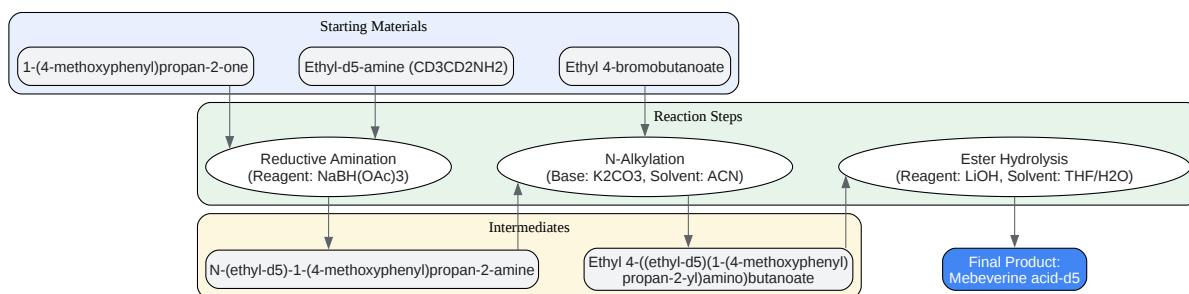 Starting Materials
1-(4-methoxyphenyl)propan-2-one
Ethyl-d5-amine (CD3CD2NH2)
Ethyl 4-bromobutanoate
Reaction Steps
Reductive Amination
(Reagent: NaBH(OAc)3)
N-Alkylation
(Base: K2CO3, Solvent: ACN)
Ester Hydrolysis
(Reagent: LiOH, Solvent: THF/H2O)
Intermediates
N-(ethyl-d5)-1-(4-methoxyphenyl)propan-2-amine
Ethyl 4-((ethyl-d5)(1-(4-methoxyphenyl)
propan-2-yl)amino)butanoate
Final Product:
Mebeverine acid-d5